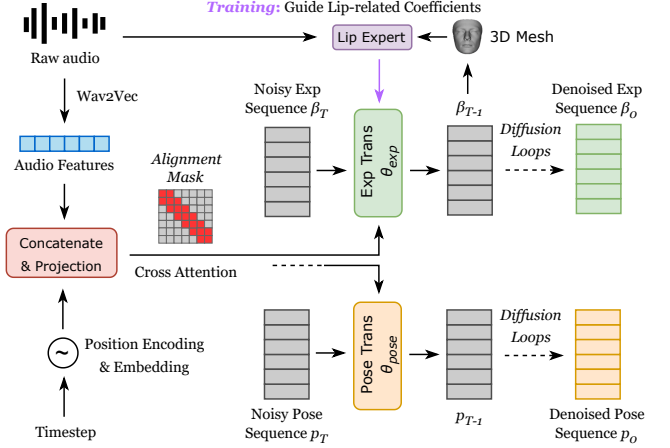 Training: Guide Lip-related Coefficients
Raw audio
Lip Expert
3D Mesh
Wav2Vec
Noisy Exp
Sequence β_T
β_{T-1}
Denoised Exp
Sequence β_0
Audio Features
Alignment
Mask
Exp Trans
θ_exp
Diffusion
Loops
Concatenate
& Projection
Cross Attention
Position Encoding
& Embedding
~
Pose Trans
θ_pose
Diffusion
Loops
Timestep
Noisy Pose
Sequence p_T
p_{T-1}
Denoised Pose
Sequence p_0